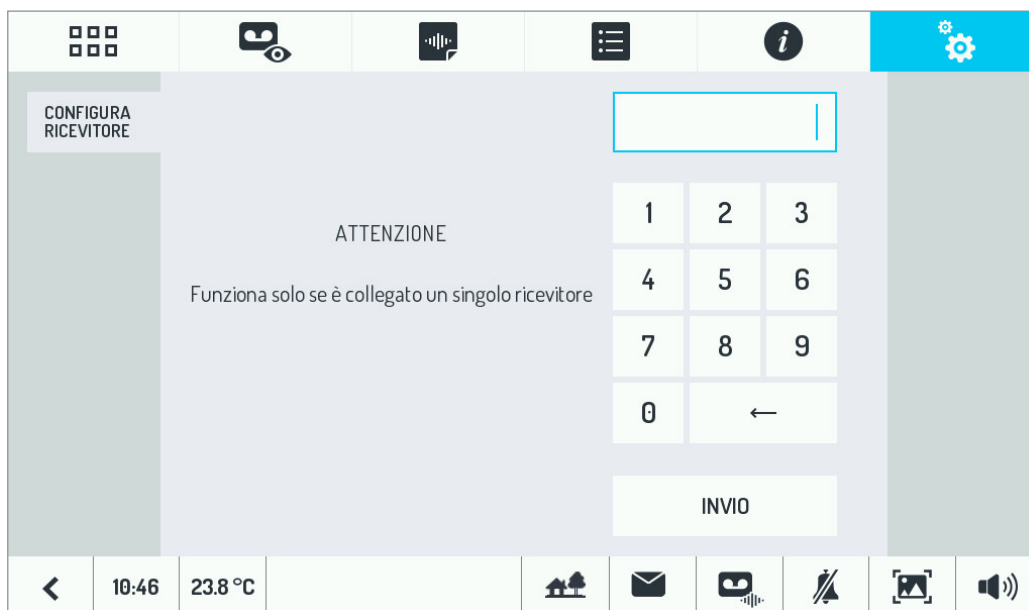 CONFIGURA
RICEVITORE
ATTENZIONE
Funziona solo se è collegato un singolo ricevitore
1 2 3
4 5 6
7 8 9
0 ←
INVIO
10:46 23.8 °C